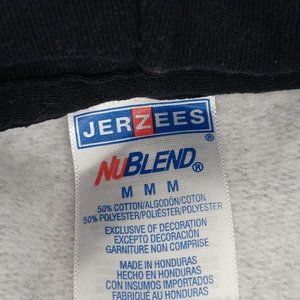 JERZEES
®
NUBLEND®
M M M
50% COTTON/ALGODÓN/COTON
50% POLYESTER/POLIÉSTER/POLYESTER
EXCLUSIVE OF DECORATION
EXCEPTO DECORACIÓN
GARNITURE NON COMPRISE
MADE IN HONDURAS
HECHO EN HONDURAS
CON INSUMOS IMPORTADOS
FABRIQUÉ AU HONDURAS